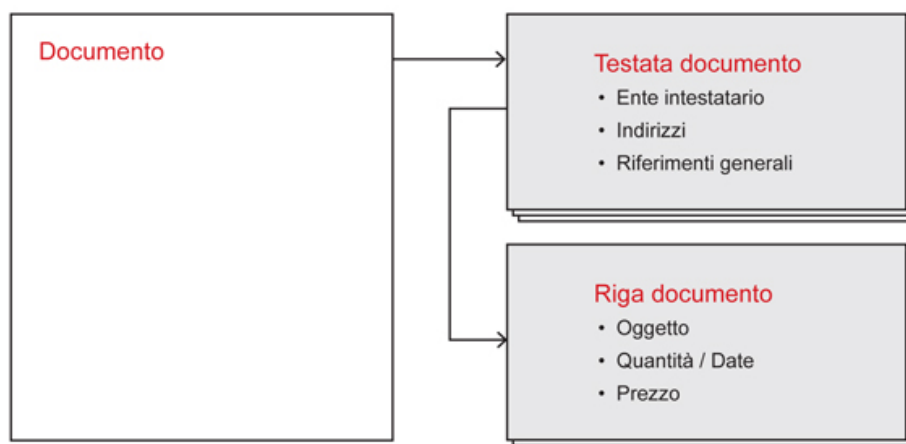 Documento
Testata documento
• Ente intestatario
• Indirizzi
• Riferimenti generali
Riga documento
• Oggetto
• Quantità / Date
• Prezzo